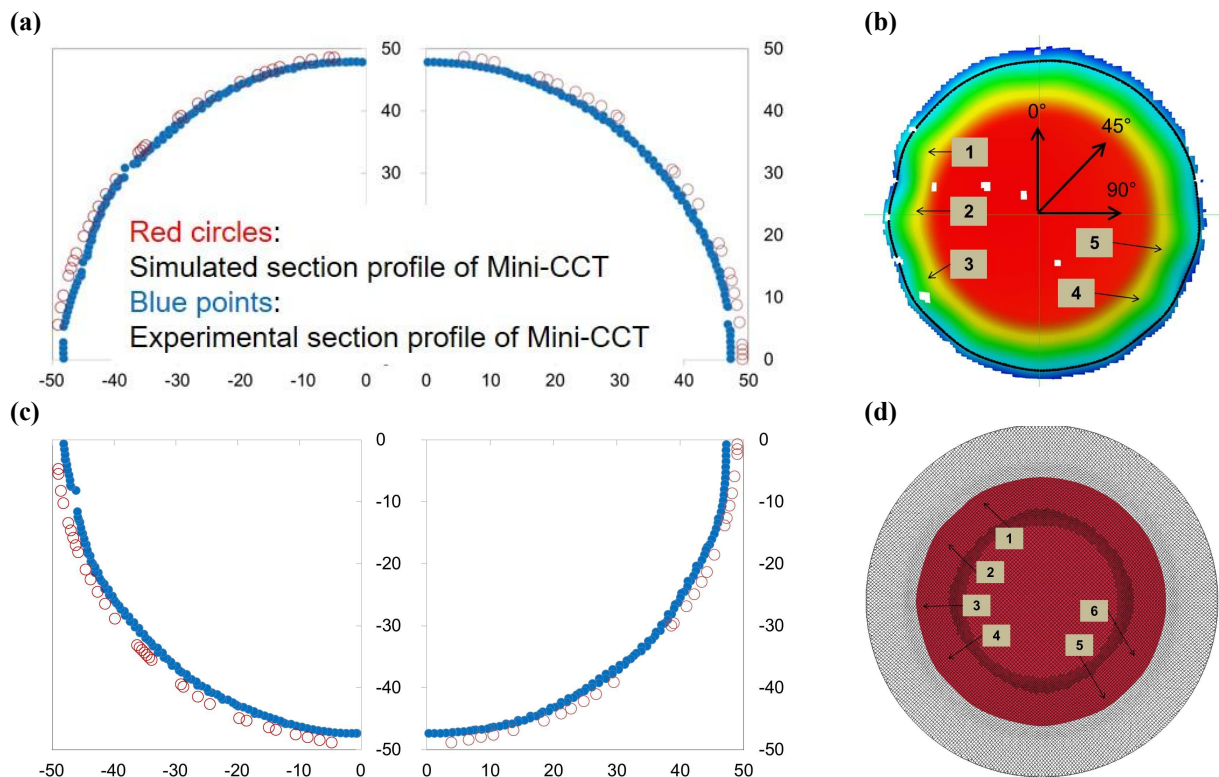 (a)
(b)
50
50
40
40
30
30
20
10
0
-50 -40 -30 -20 -10 0
0 10 20 30 40 50
Red circles:
Simulated section profile of Mini-CCT
Blue points:
Experimental section profile of Mini-CCT
0°
45°
90°
1
2
3
5
4
(c)
(d)
0
-10
-20
-30
-40
-50
0
-10
-20
-30
-40
-50
-50 -40 -30 -20 -10 0
0 10 20 30 40 50
1
2
3
4
6
5